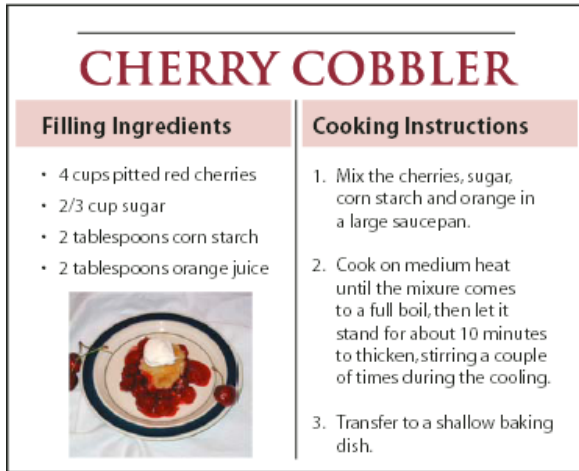 CHERRY COBBLER
Filling Ingredients
• 4 cups pitted red cherries
• 2/3 cup sugar
• 2 tablespoons corn starch
• 2 tablespoons orange juice
Cooking Instructions
1. Mix the cherries, sugar,
corn starch and orange in
a large saucepan.
2. Cook on medium heat
until the mixure comes
to a full boil, then let it
stand for about 10 minutes
to thicken, stirring a couple
of times during the cooling.
3. Transfer to a shallow baking
dish.